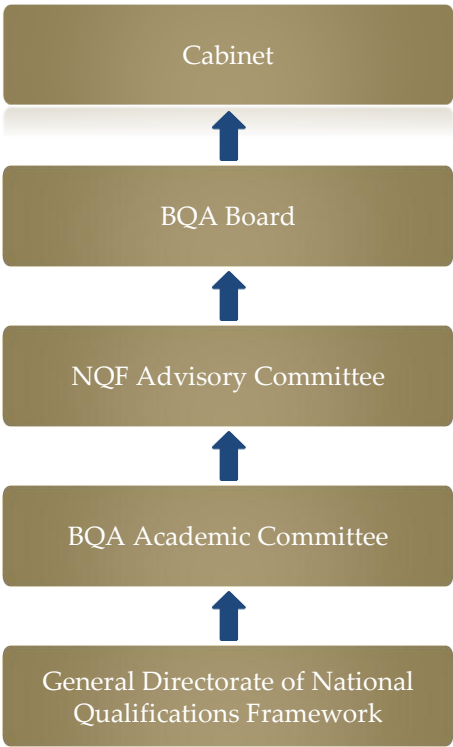 Cabinet
BQA Board
NQF Advisory Committee
BQA Academic Committee
General Directorate of National
Qualifications Framework